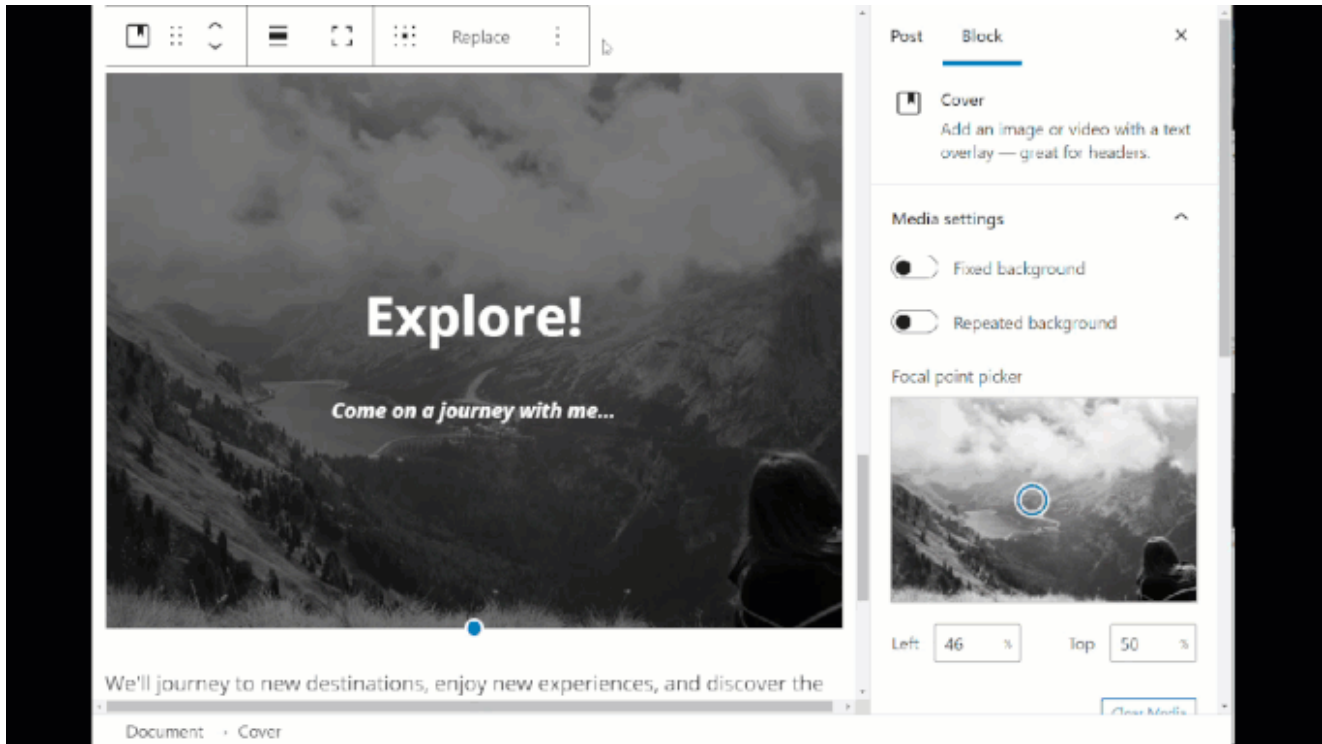 Replace
Post Block
Cover
Add an image or video with a text
overlay — great for headers.
Media settings
Fixed background
Repeated background
Focal point picker
Explore!
Come on a journey with me...
Left 46 % Top 50 %
Clear Media
We'll journey to new destinations, enjoy new experiences, and discover the
Document → Cover